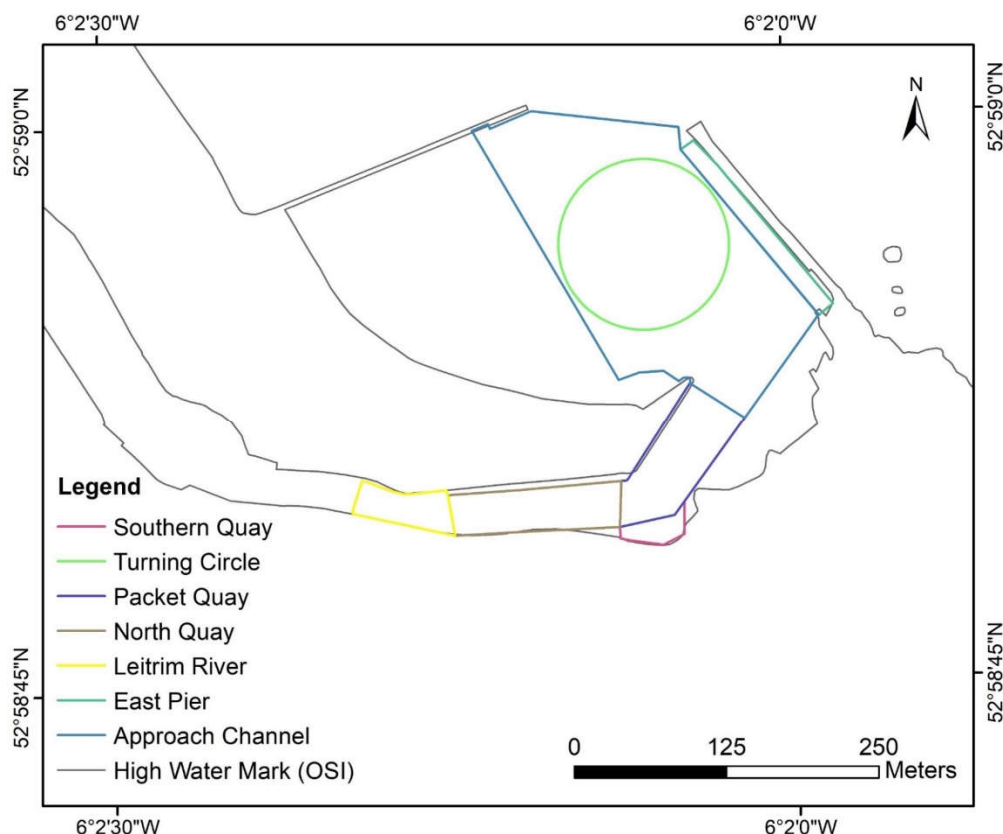 6°2'30"W 6°2'0"W
N
52°59'0"N 52°59'0"N
Legend
Southern Quay
Turning Circle
Packet Quay
North Quay
Leitrim River
East Pier
Approach Channel
High Water Mark (OSI)
52°58'45"N 52°58'45"N
0 125 250
Meters
6°2'30"W 6°2'0"W